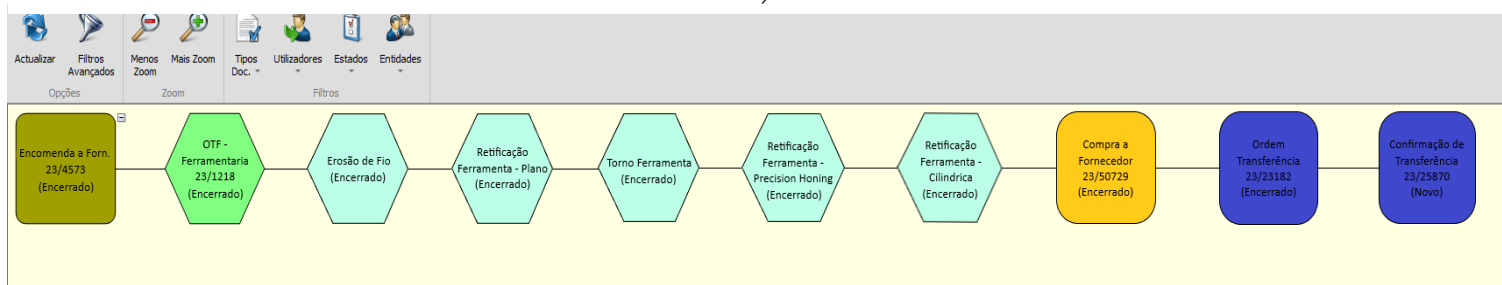 Actualizar
Filtros
Avançados
Menos
Zoom
Mais Zoom
Tipos
Doc.
Utilizadores
Estados
Entidades
Opções
Zoom
Filtros
Encomenda a Forn.
23/4573
(Encerrado)
OTF -
Ferramentaria
23/1218
(Encerrado)
Erosão de Fio
(Encerrado)
Retificação
Ferramenta - Plano
(Encerrado)
Torno Ferramenta
(Encerrado)
Retificação
Ferramenta -
Precision Honing
(Encerrado)
Retificação
Ferramenta -
Cilindrica
(Encerrado)
Compra a
Fornecedor
23/50729
(Encerrado)
Ordem
Transferência
23/23182
(Encerrado)
Confirmação de
Transferência
23/25870
(Novo)